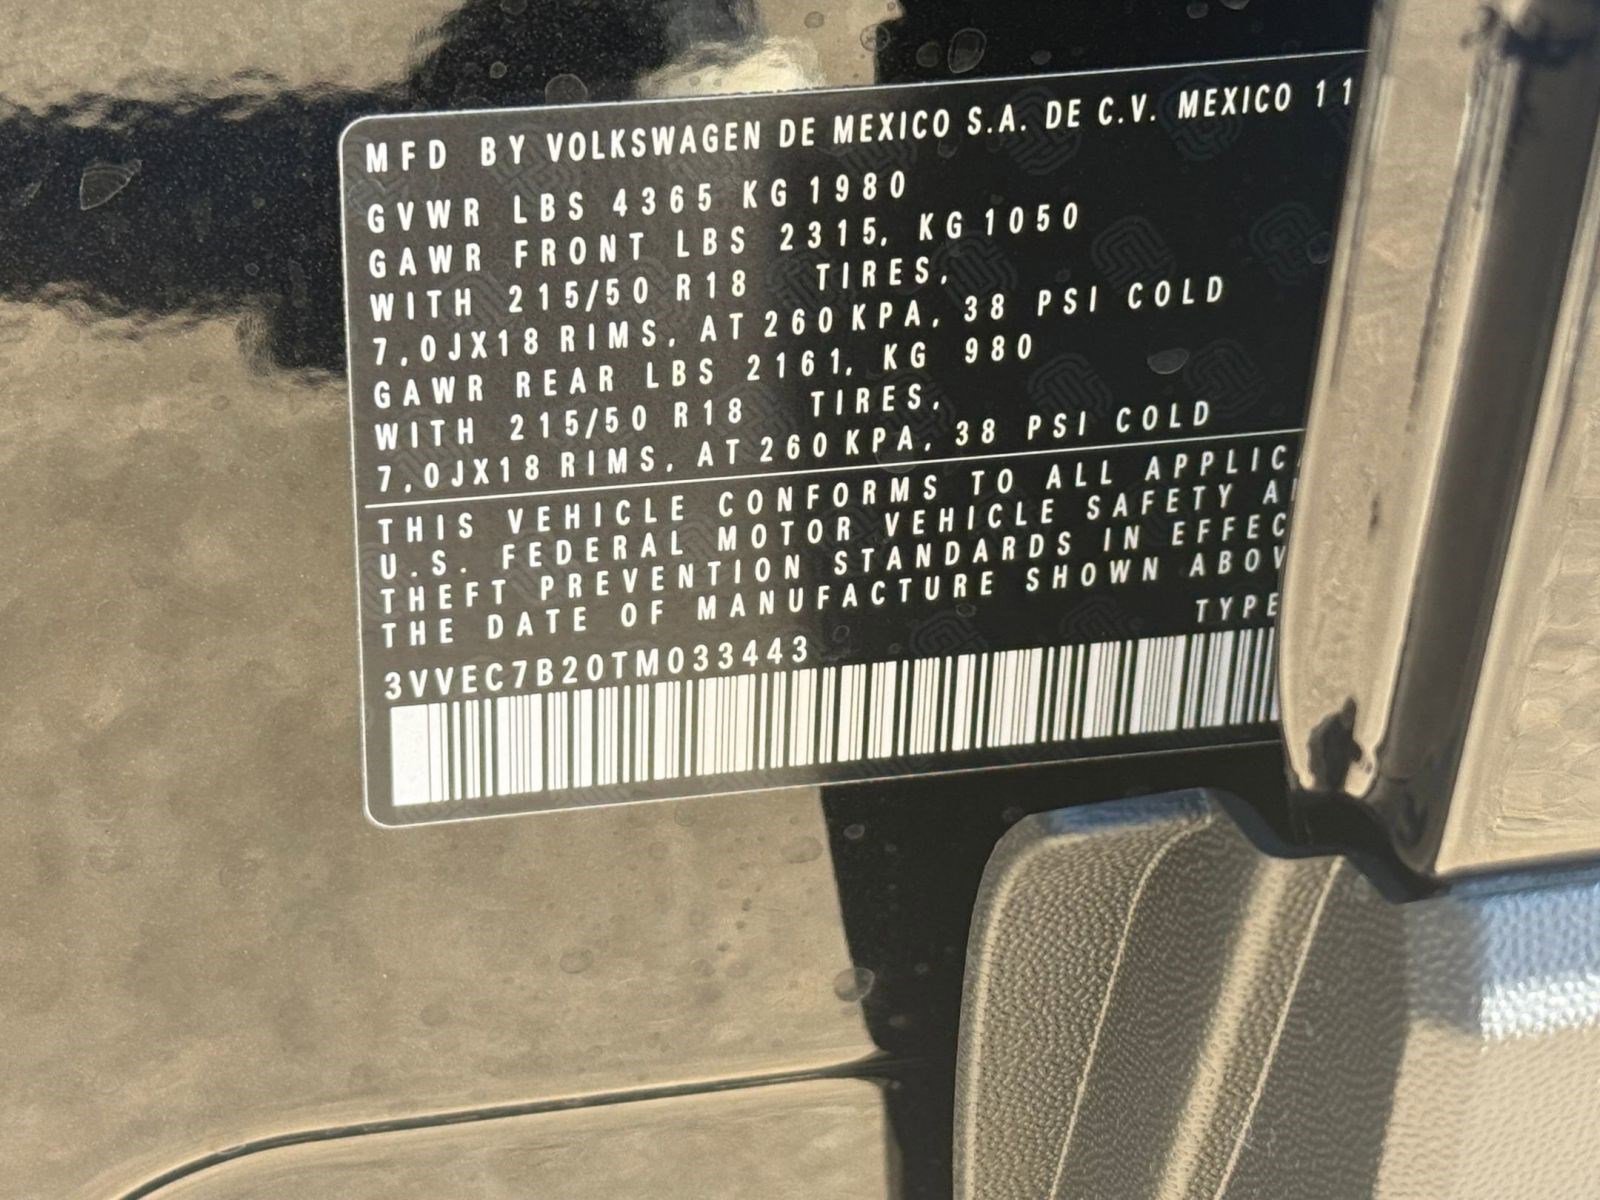 MFD BY VOLKSWAGEN DE MEXICO S.A. DE C.V. MEXICO 11
GVWR LBS 4365 KG 1980
GAWR FRONT LBS 2315, KG 1050
WITH 215/50 R18 TIRES,
7,0JX18 RIMS, AT 260 KPA, 38 PSI COLD
GAWR REAR LBS 2161, KG 980
WITH 215/50 R18 TIRES,
7,0JX18 RIMS, AT 260 KPA, 38 PSI COLD
THIS VEHICLE CONFORMS TO ALL APPLIC
U.S. FEDERAL MOTOR VEHICLE SAFETY A
THEFT PREVENTION STANDARDS IN EFFEC
THE DATE OF MANUFACTURE SHOWN ABOV
TYPE
3VVEC7B20TM033443